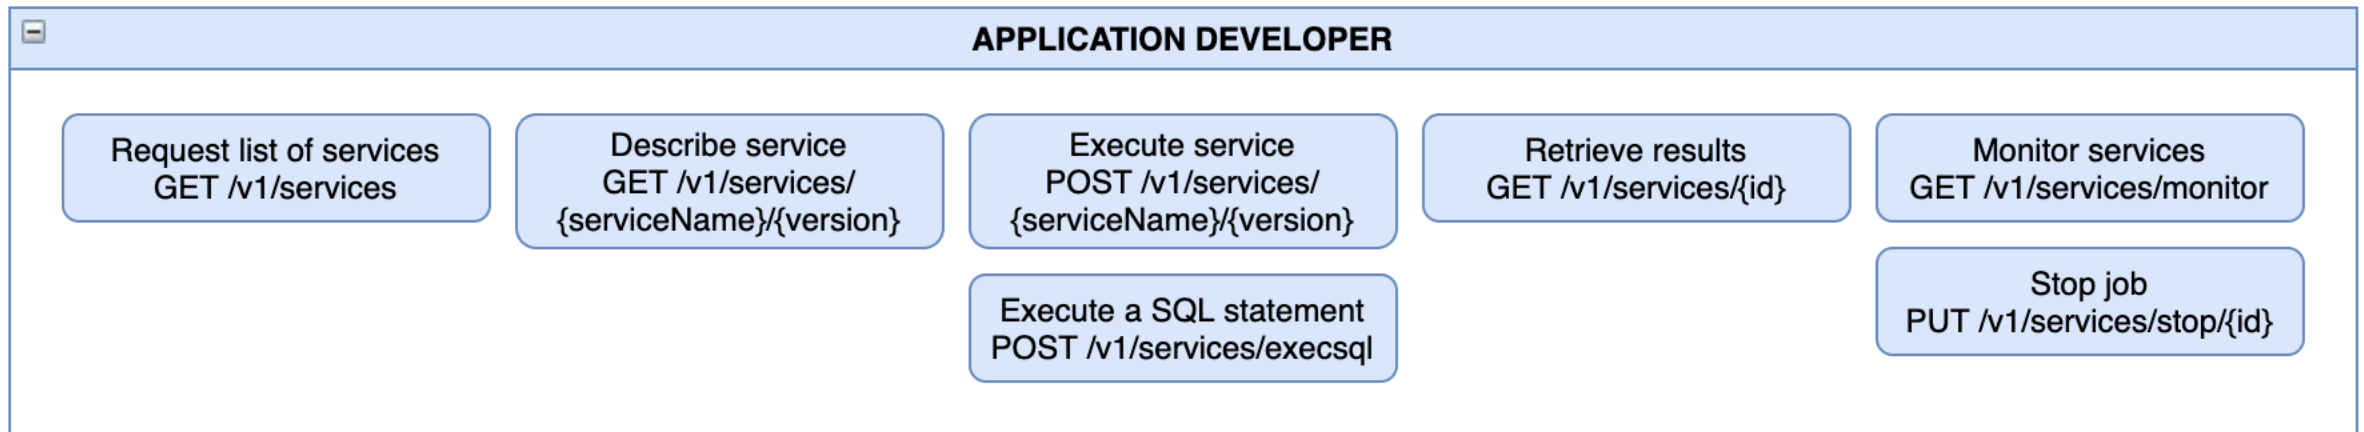 APPLICATION DEVELOPER
Request list of services
GET /v1/services
Describe service
GET /v1/services/
{serviceName}/{version}
Execute service
POST /v1/services/
{serviceName}/{version}
Execute a SQL statement
POST /v1/services/execsql
Retrieve results
GET /v1/services/{id}
Monitor services
GET /v1/services/monitor
Stop job
PUT /v1/services/stop/{id}